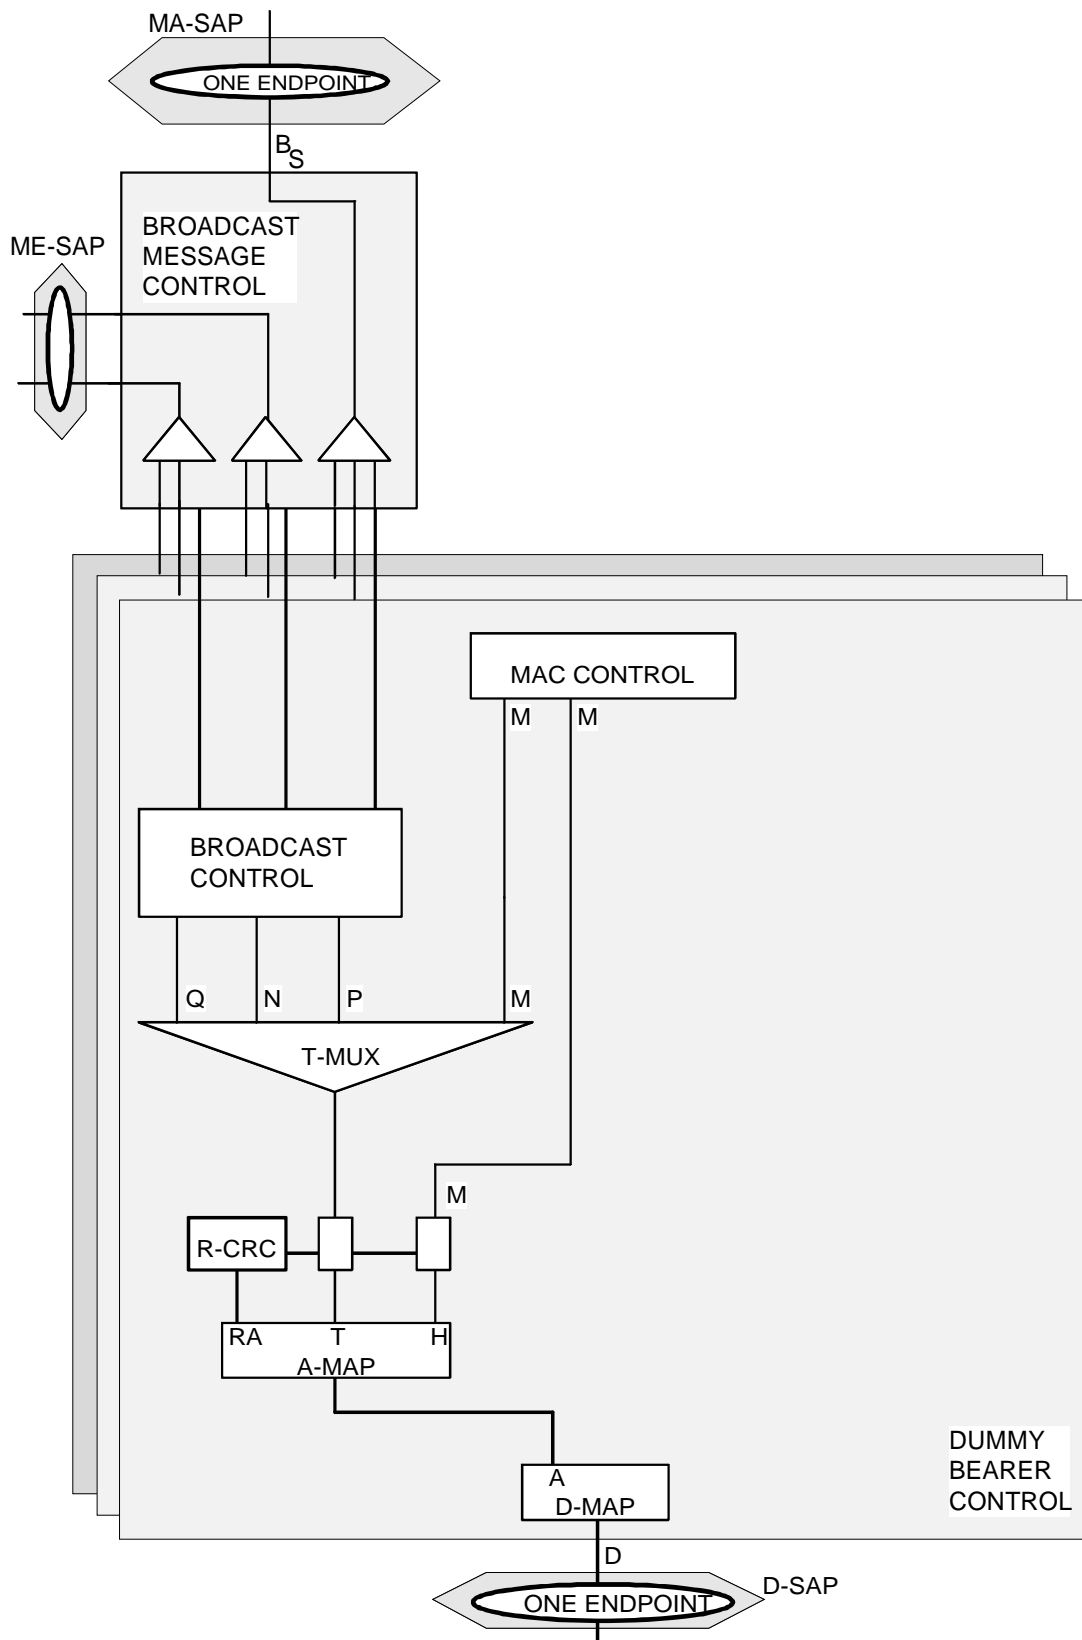 MA-SAP
ONE ENDPOINT
BS
BROADCAST
MESSAGE
CONTROL
ME-SAP
MAC CONTROL
M M
BROADCAST
CONTROL
Q N P M
T-MUX
M
R-CRC
RA T H
A-MAP
DUMMY
BEARER
CONTROL
A
D-MAP
D
D-SAP
ONE ENDPOINT